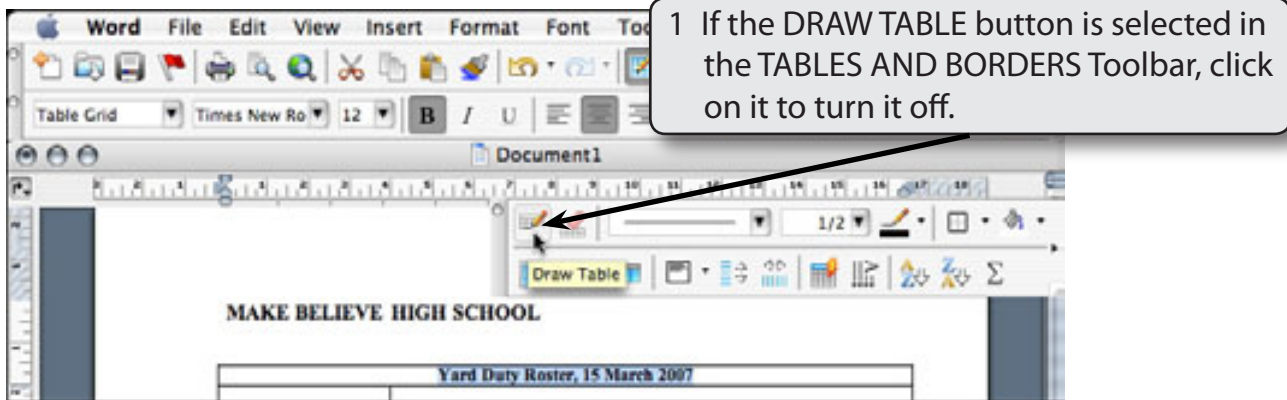 Word File Edit View Insert Format Font
1 If the DRAW TABLE button is selected in
the TABLES AND BORDERS Toolbar, click
on it to turn it off.
Table Grid Times New Ro 12 B I U
Document1
1/2
Draw Table
MAKE BELIEVE HIGH SCHOOL
Yard Duty Roster, 15 March 2007